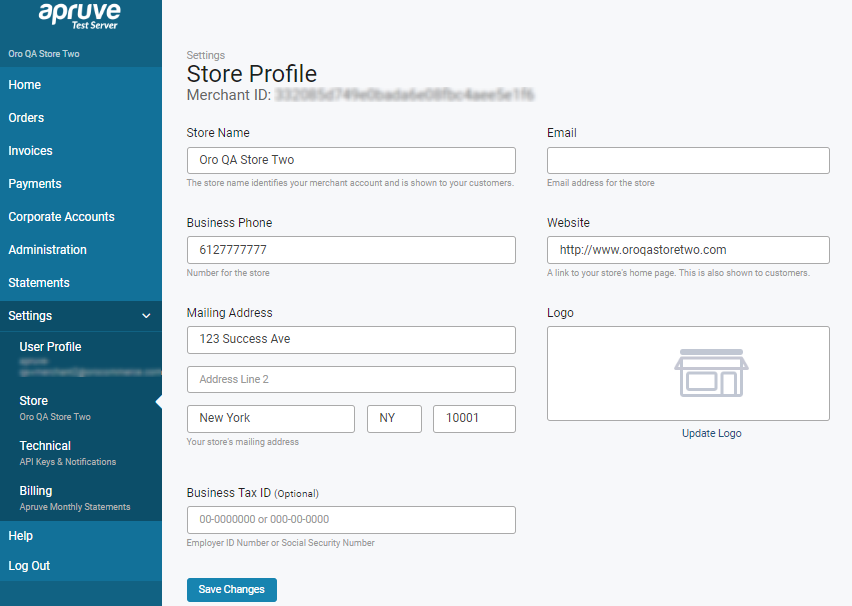 apruve
Test Server
Oro QA Store Two
Home
Orders
Invoices
Payments
Corporate Accounts
Administration
Statements
Settings
User Profile
Store
Oro QA Store Two
Technical
API Keys & Notifications
Billing
Apruve Monthly Statements
Help
Log Out
Settings
Store Profile
Merchant ID:
Store Name
Oro QA Store Two
The store name identifies your merchant account and is shown to your customers.
Email
Email address for the store
Business Phone
6127777777
Number for the store
Website
http://www.oroqastoretwo.com
A link to your store's home page. This is also shown to customers.
Mailing Address
123 Success Ave
Address Line 2
New York NY 10001
Your store's mailing address
Logo
Update Logo
Business Tax ID (Optional)
00-0000000 or 000-00-0000
Employer ID Number or Social Security Number
Save Changes